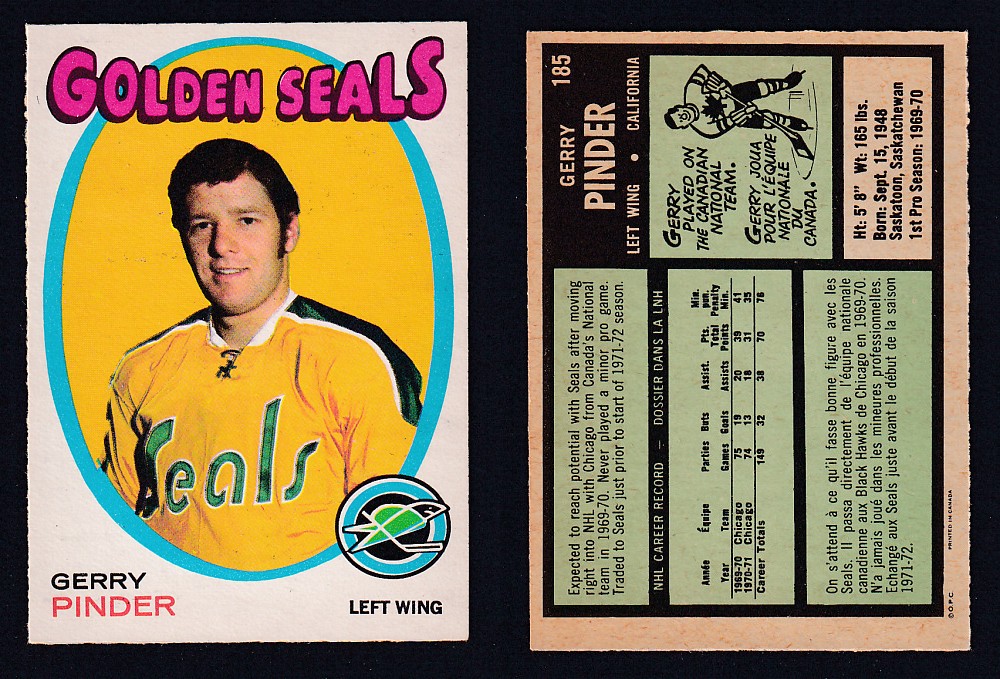 GOLDEN SEALS
Seals
GERRY
PINDER
LEFT WING
185
GERRY
PINDER
LEFT WING • CALIFORNIA
GERRY
PLAYED ON
THE CANADIAN
NATIONAL
TEAM.
GERRY JOUA
POUR L'ÉQUIPE
NATIONALE
DU
CANADA.
Ht: 5' 8" Wt: 165 lbs.
Born: Sept. 15, 1948
Saskatoon, Saskatchewan
1st Pro Season: 1969-70
Expected to reach potential with Seals after moving
right into NHL with Chicago from Canada's National
team in 1969-70. Never played a minor pro game.
Traded to Seals just prior to start of 1971-72 season.
NHL CAREER RECORD — DOSSIER DANS LA LNH
Année Équipe Parties Buts Assist. Pts. Min. pun.
Year Team Games Goals Assists Total Points Min. Penalty
1969-70 Chicago 75 19 20 39 41
1970-71 Chicago 74 13 18 31 35
Career Totals 149 32 38 70 76
On s'attend à ce qu'il fasse bonne figure avec les
Seals. Il passa directement de l'équipe nationale
canadienne aux Black Hawks de Chicago en 1969-70.
N'a jamais joué dans les mineures professionnelles.
Echangé aux Seals juste avant le début de la saison
1971-72.
© O.P.C. PRINTED IN CANADA